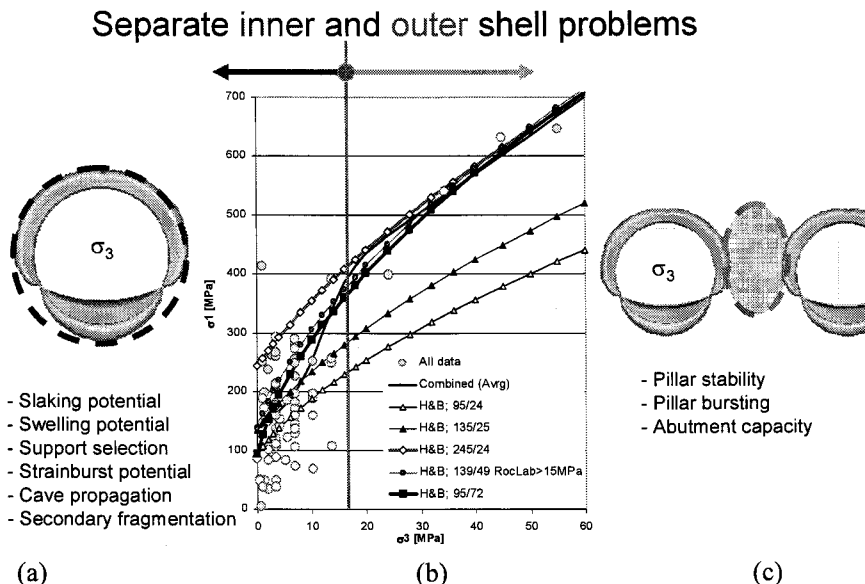 Separate inner and outer shell problems
σ3
- Slaking potential
- Swelling potential
- Support selection
- Strainburst potential
- Cave propagation
- Secondary fragmentation
(a)
σ1 [MPa]
700
600
500
400
300
200
100
0
0
10
20
30
40
50
60
σ3 [MPa]
All data
Combined (Avrg)
H&B; 95/24
H&B; 135/25
H&B; 245/24
H&B; 139/49 RocLab>15MPa
H&B; 95/72
(b)
σ3
- Pillar stability
- Pillar bursting
- Abutment capacity
(c)